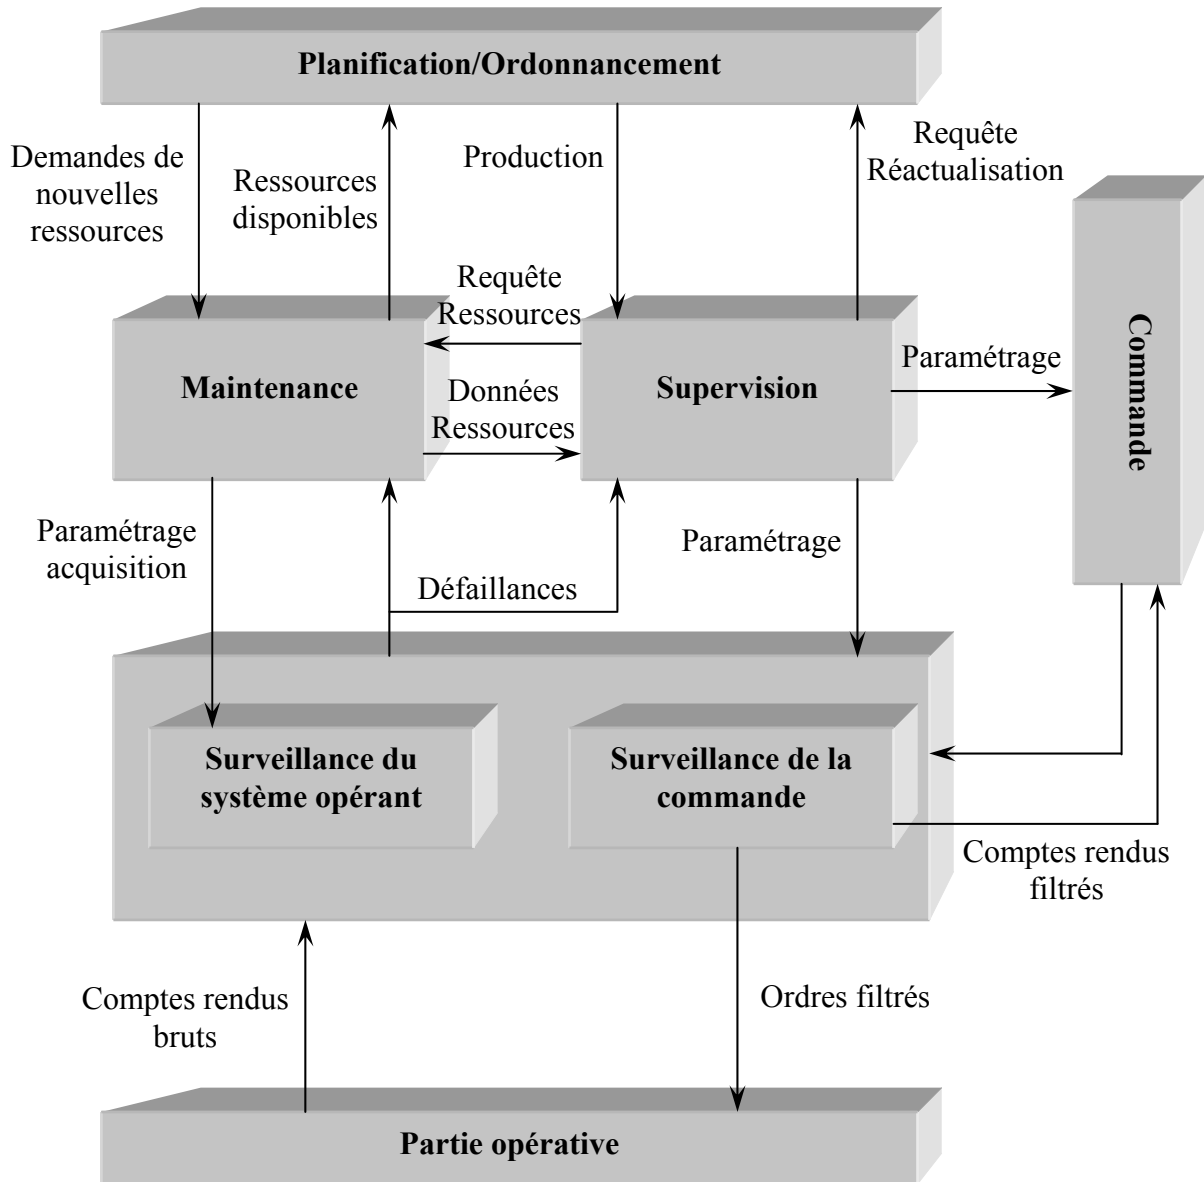 Planification/Ordonnancement
Demandes de
nouvelles
ressources
Ressources
disponibles
Production
Requête
Réactualisation
Requête
Ressources
Maintenance
Données
Ressources
Supervision
Paramétrage
Commande
Paramétrage
acquisition
Défaillances
Paramétrage
Surveillance du
système opérant
Surveillance de la
commande
Comptes rendus
filtrés
Comptes rendus
bruts
Ordres filtrés
Partie opérative